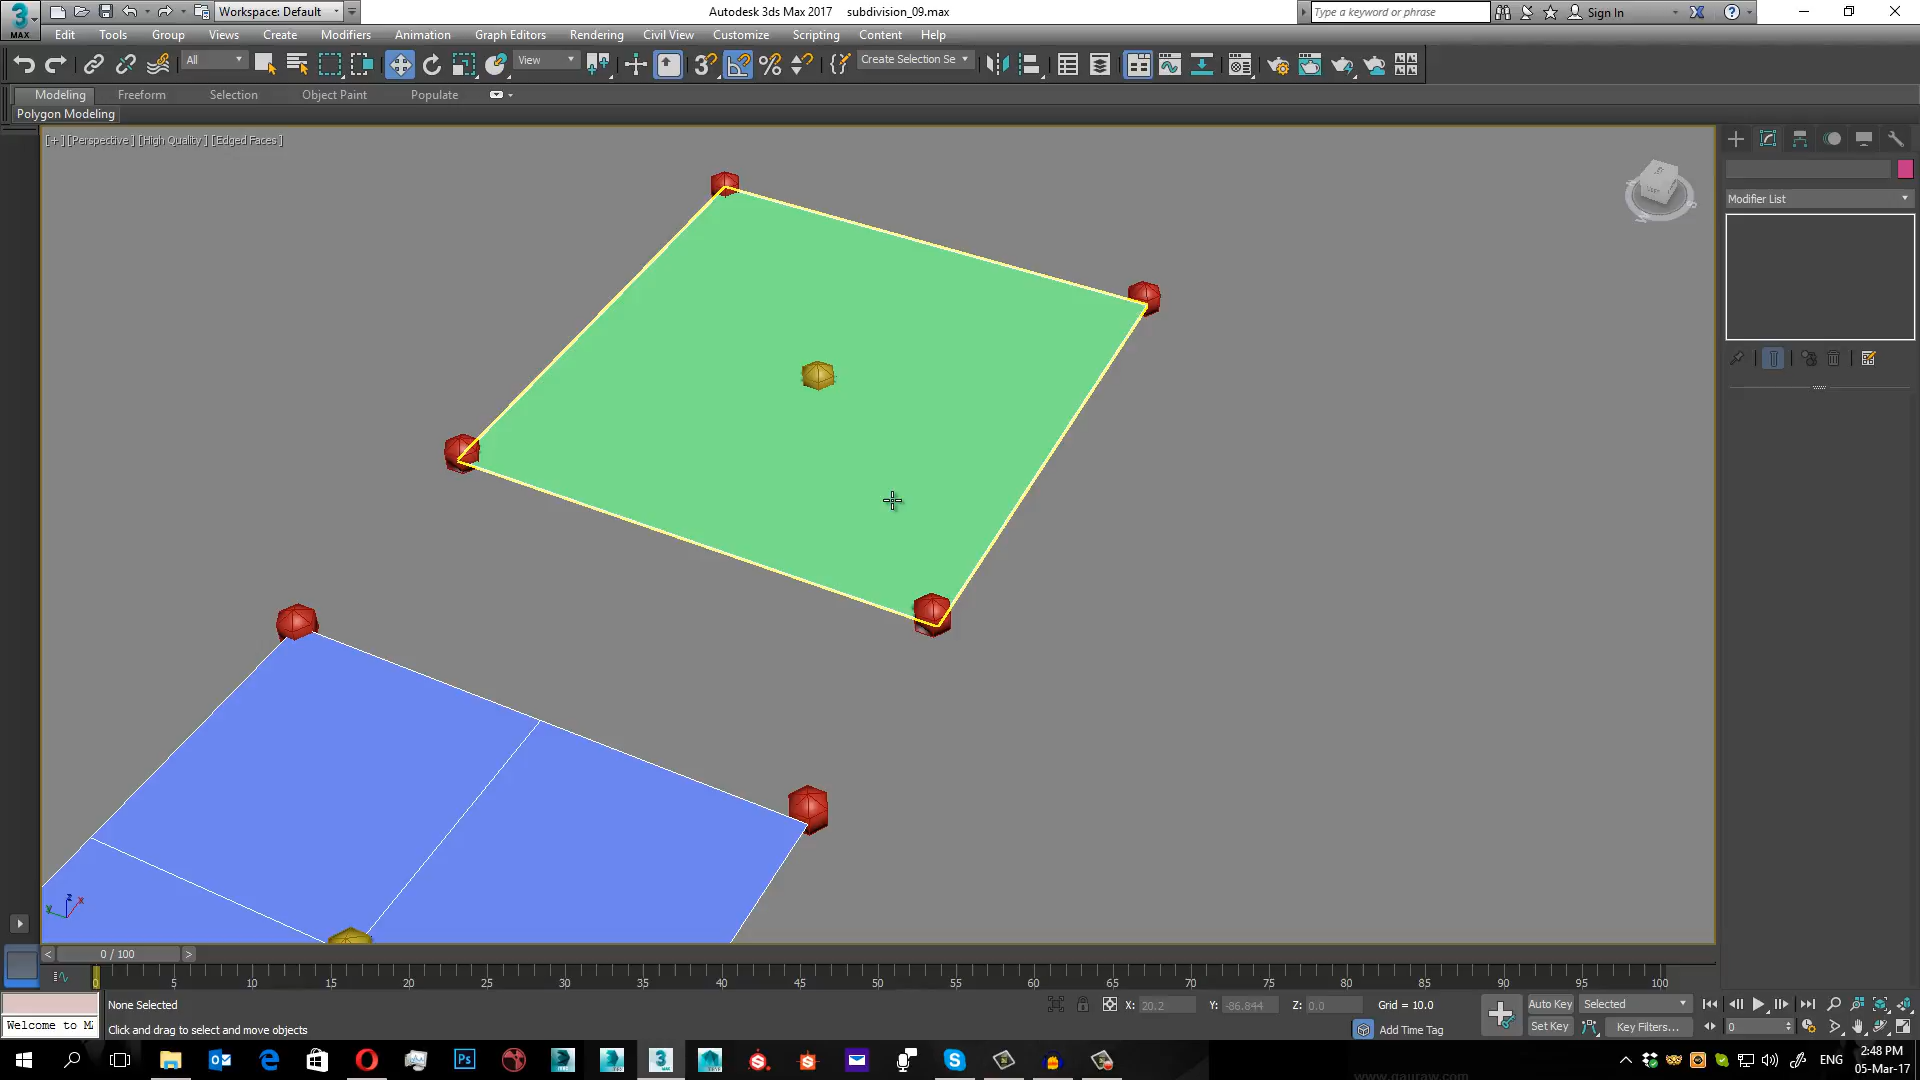 Workspace: Default
Autodesk 3ds Max 2017 subdivision_09.max
Type a keyword or phrase
Sign In
MAX
Edit Tools Group Views Create Modifiers Animation Graph Editors Rendering Civil View Customize Scripting Content Help
All
View
Create Selection Se
Modeling Freeform Selection Object Paint Populate
Polygon Modeling
[+] [Perspective] [High Quality] [Edged Faces]
Modifier List
z
x
y
< 0 / 100 >
0 5 10 15 20 25 30 35 40 45 50 55 60 65 70 75 80 85 90 95 100
None Selected
X: 20.2 Y: -86.844 Z: 0.0 Grid = 10.0
Auto Key Selected
Welcome to M
Click and drag to select and move objects
Add Time Tag
Set Key Key Filters...
0
ENG
2:48 PM
05-Mar-17